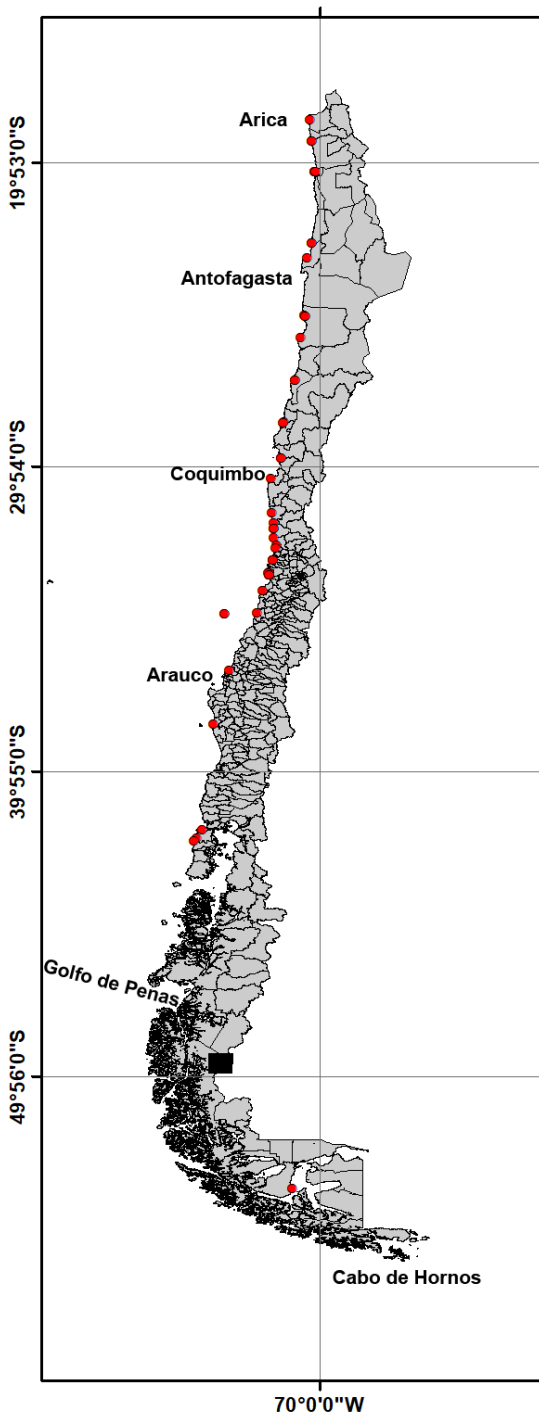 Arica
19°53'0"S
Antofagasta
29°54'0"S
Coquimbo
Arauco
39°55'0"S
Golfo de Penas
49°56'0"S
Cabo de Hornos
70°0'0"W